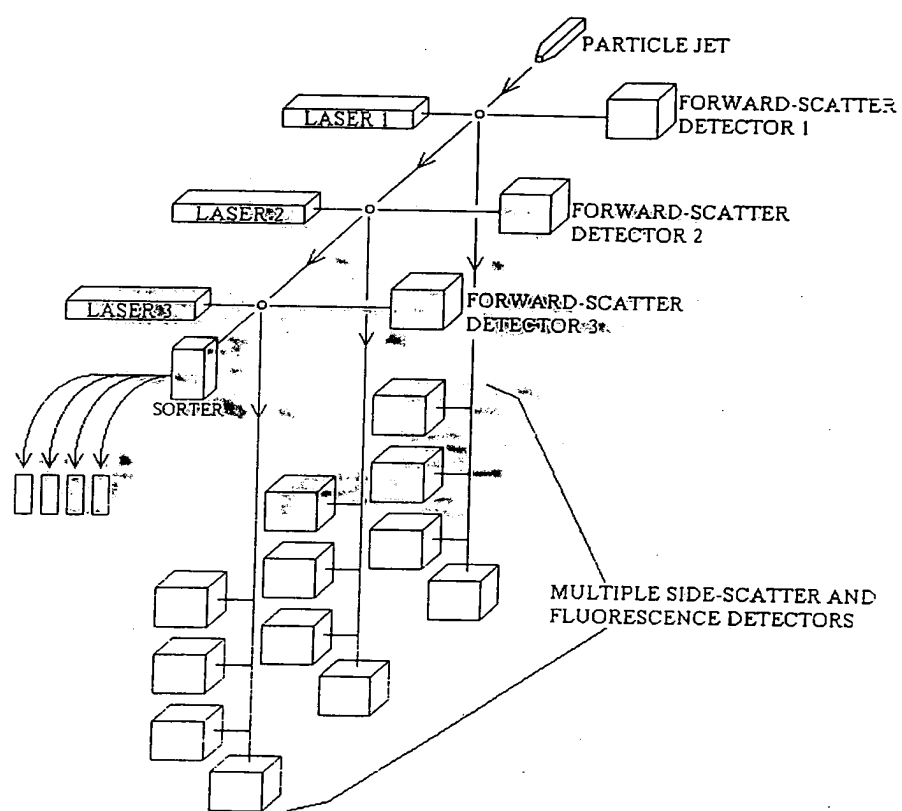 PARTICLE JET
LASER 1
FORWARD-SCATTER
DETECTOR 1
LASER 2
FORWARD-SCATTER
DETECTOR 2
LASER 3
FORWARD-SCATTER
DETECTOR 3
SORTER
MULTIPLE SIDE-SCATTER AND
FLUORESCENCE DETECTORS